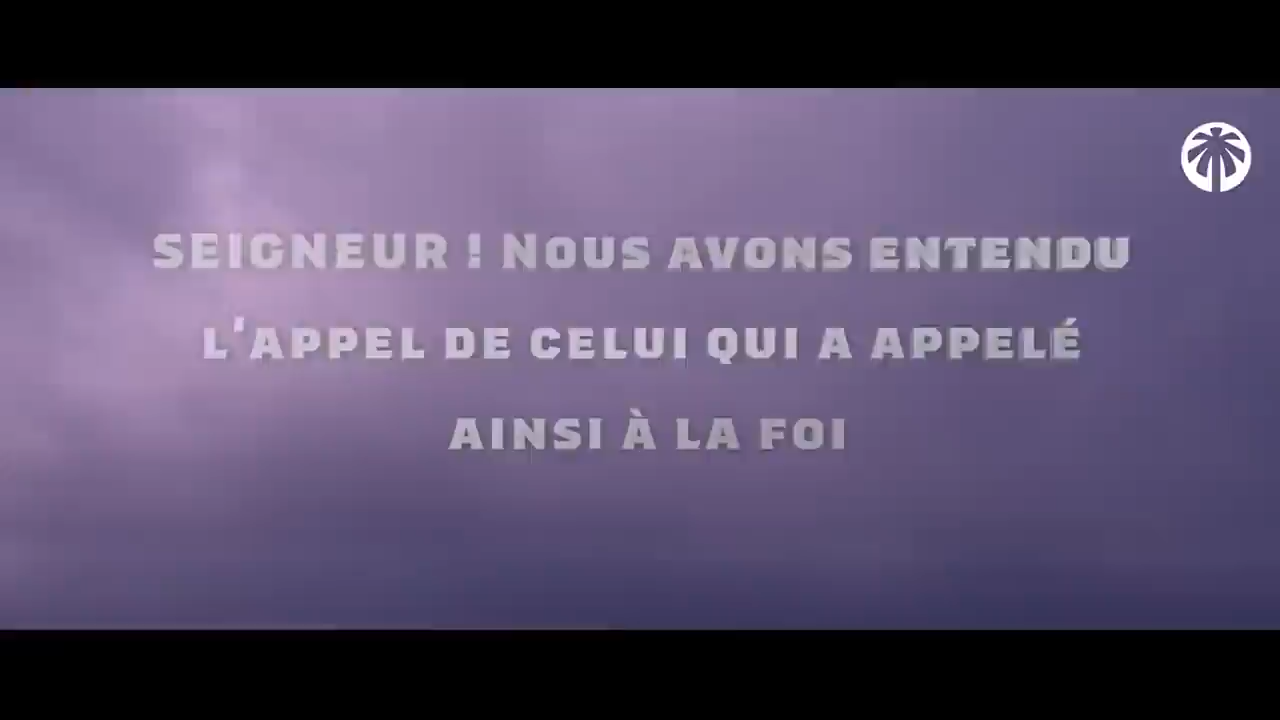 SEIGNEUR ! NOUS AVONS ENTENDU
L'APPEL DE CELUI QUI A APPELÉ
AINSI À LA FOI